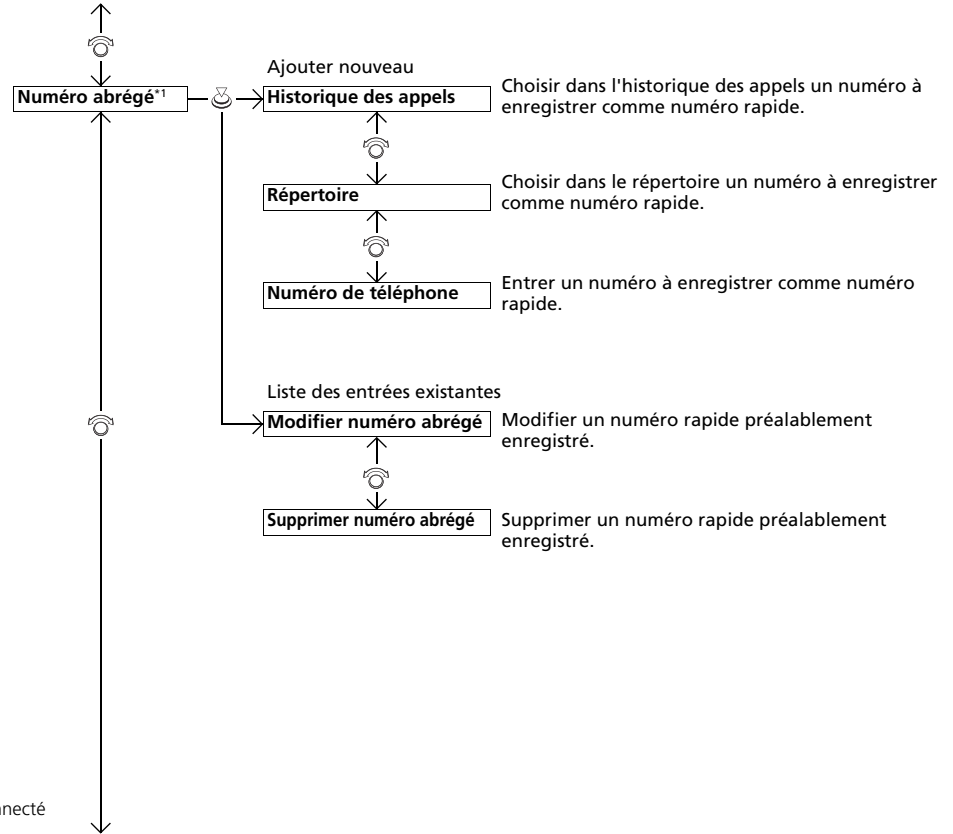 Ajouter nouveau
Numéro abrégé*1
Historique des appels
Choisir dans l'historique des appels un numéro à
enregistrer comme numéro rapide.
Répertoire
Choisir dans le répertoire un numéro à enregistrer
comme numéro rapide.
Numéro de téléphone
Entrer un numéro à enregistrer comme numéro
rapide.
Liste des entrées existantes
Modifier numéro abrégé
Modifier un numéro rapide préalablement
enregistré.
Supprimer numéro abrégé
Supprimer un numéro rapide préalablement
enregistré.